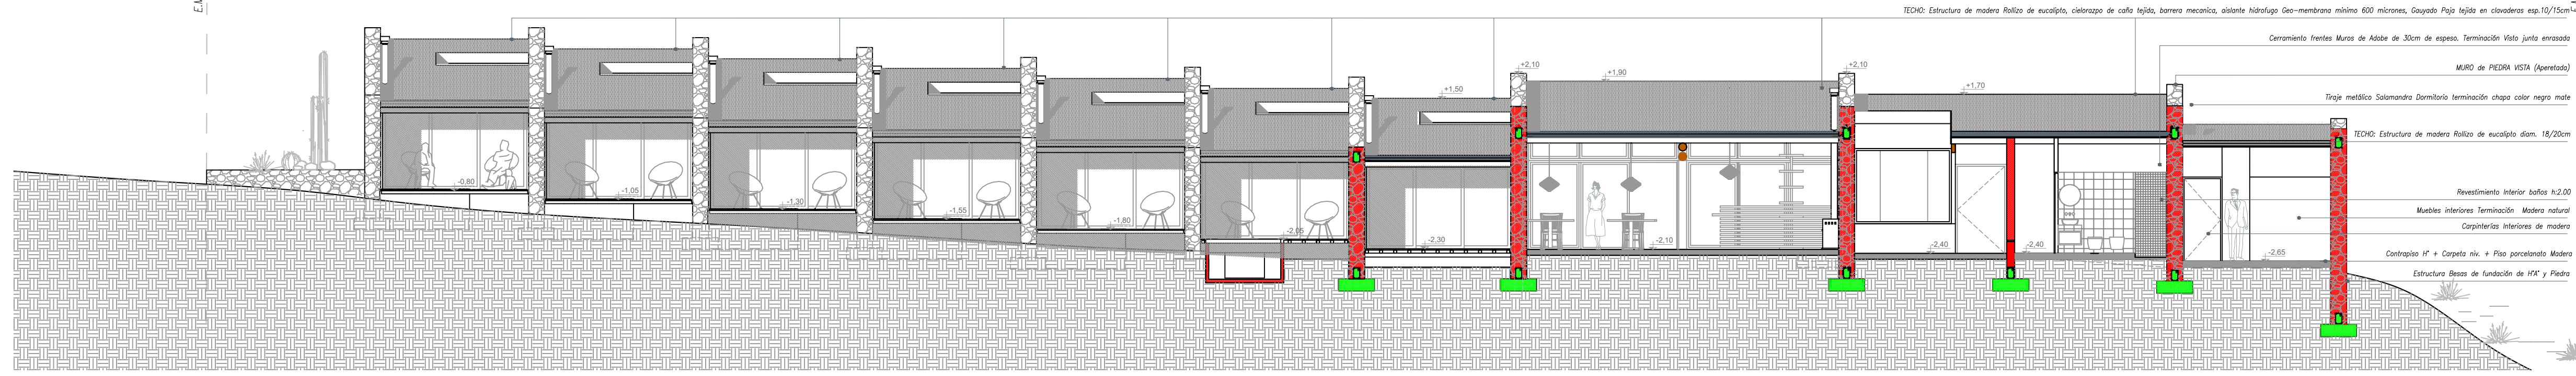 E.N
TECHO: Estructura de madera Rollizo de eucalipto, cielorazpo de caña tejida, barrera mecanica, aislante hidrofugo Geo-membrana mínimo 600 micrones, Gauyado Paja tejida en clavaderas esp.10/15cm
Cerramiento frentes Muros de Adobe de 30cm de espeso. Terminación Visto junta enrasada
MURO de PIEDRA VISTA (Aperetada)
Tiraje metálico Salamandra Dormitorio terminación chapa color negro mate
TECHO: Estructura de madera Rollizo de eucalipto diam. 18/20cm
Revestimiento Interior baños h:2.00
Muebles interiores Terminación Madera natural
Carpinterías Interiores de madera
Contrapiso H° + Carpeta niv. + Piso porcelanato Madera
Estructura Besas de fundación de H°A° y Piedra
+1,50
+2,10
+1,90
+2,10
+1,70
-0,80
-1,05
-1,30
-1,55
-1,80
-2,05
-2,30
-2,10
-2,40
-2,40
-2,65